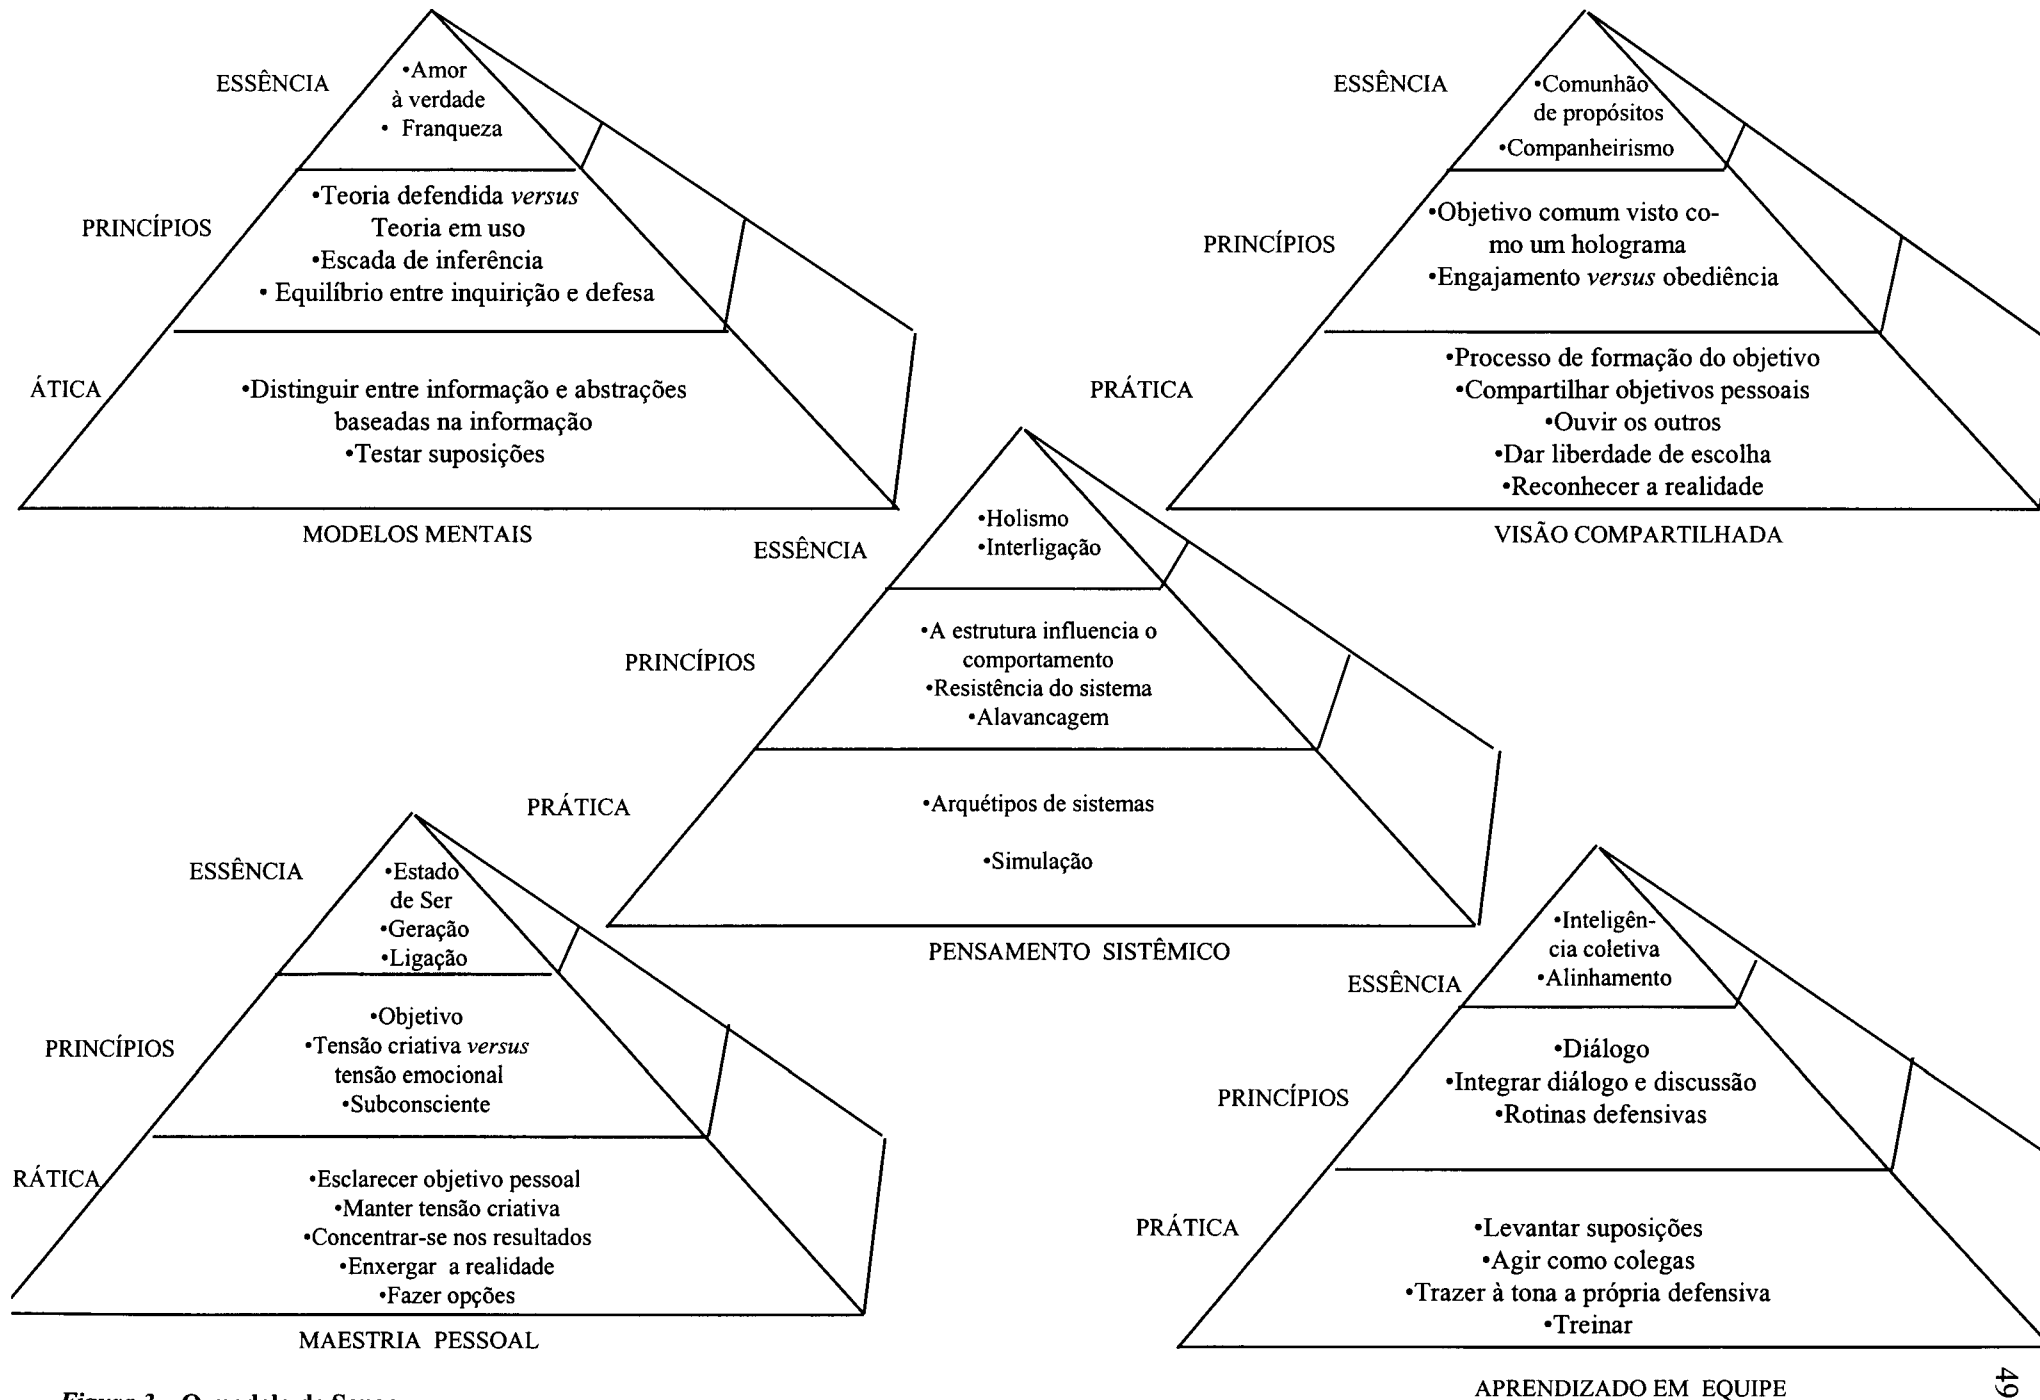 ESSÊNCIA
•Amor
à verdade
• Franqueza
PRINCÍPIOS
•Teoria defendida versus
Teoria em uso
•Escada de inferência
• Equilíbrio entre inquirição e defesa
ÁTICA
•Distinguir entre informação e abstrações
baseadas na informação
•Testar suposições
MODELOS MENTAIS
ESSÊNCIA
•Comunhão
de propósitos
•Companheirismo
PRINCÍPIOS
•Objetivo comum visto co-
mo um holograma
•Engajamento versus obediência
PRÁTICA
•Processo de formação do objetivo
•Compartilhar objetivos pessoais
•Ouvir os outros
•Dar liberdade de escolha
•Reconhecer a realidade
VISÃO COMPARTILHADA
ESSÊNCIA
•Holismo
•Interligação
PRINCÍPIOS
•A estrutura influencia o
comportamento
•Resistência do sistema
•Alavancagem
PRÁTICA
•Arquétipos de sistemas
•Simulação
PENSAMENTO SISTÊMICO
ESSÊNCIA
•Estado
de Ser
•Geração
•Ligação
PRINCÍPIOS
•Objetivo
•Tensão criativa versus
tensão emocional
•Subconsciente
RÁTICA
•Esclarecer objetivo pessoal
•Manter tensão criativa
•Concentrar-se nos resultados
•Enxergar a realidade
•Fazer opções
MAESTRIA PESSOAL
ESSÊNCIA
•Inteligên-
cia coletiva
•Alinhamento
PRINCÍPIOS
•Diálogo
•Integrar diálogo e discussão
•Rotinas defensivas
PRÁTICA
•Levantar suposições
•Agir como colegas
•Trazer à tona a própria defensiva
•Treinar
APRENDIZADO EM EQUIPE
49